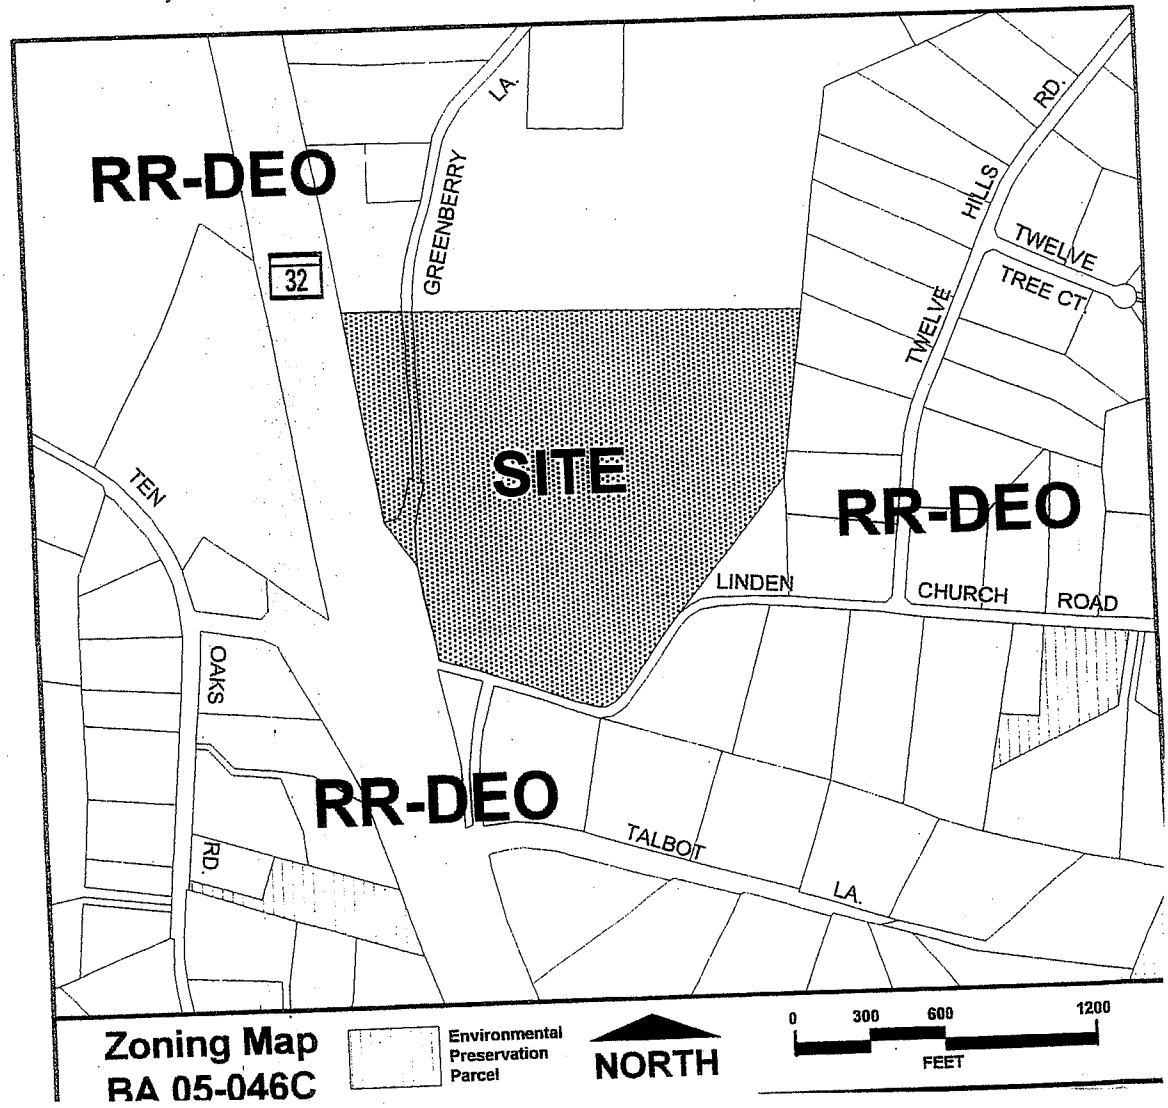 LA.
RD.
RR-DEO
GREENBERRY
HILLS
TWELVE
32
TREE CT.
TWELVE
SITE
TEN
RR-DEO
LINDEN
CHURCH
ROAD
OAKS
RR-DEO
TALBOT
RD.
LA.
Zoning Map
BA 05-046C
Environmental
Preservation
Parcel
NORTH
0 300 600 1200
FEET